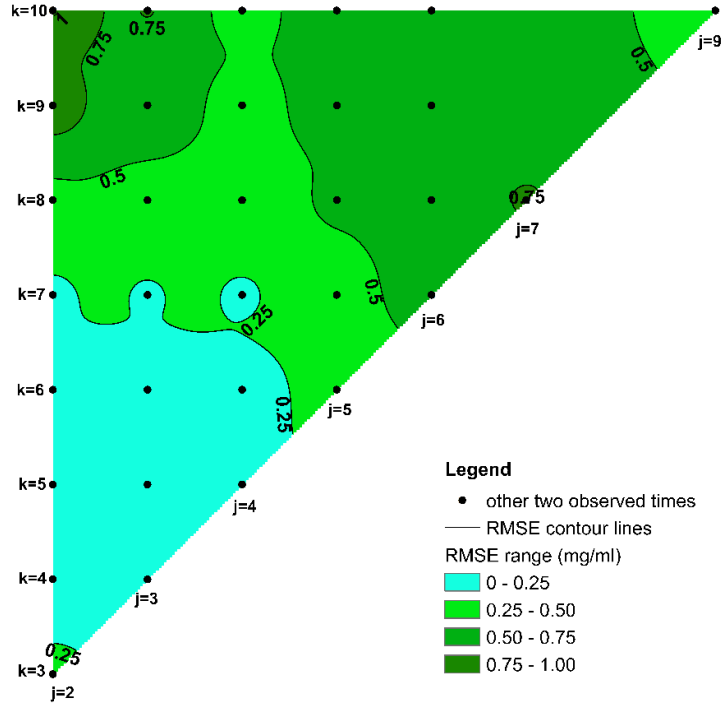 k=10
1
0.75
0.75
j=9
0.5
k=9
0.5
k=8
0.75
j=7
k=7
0.5
0.25
j=6
k=6
0.25
j=5
Legend
k=5
other two observed times
j=4
RMSE contour lines
RMSE range (mg/ml)
k=4
0 - 0.25
j=3
0.25 - 0.50
0.50 - 0.75
0.25
0.75 - 1.00
k=3
j=2